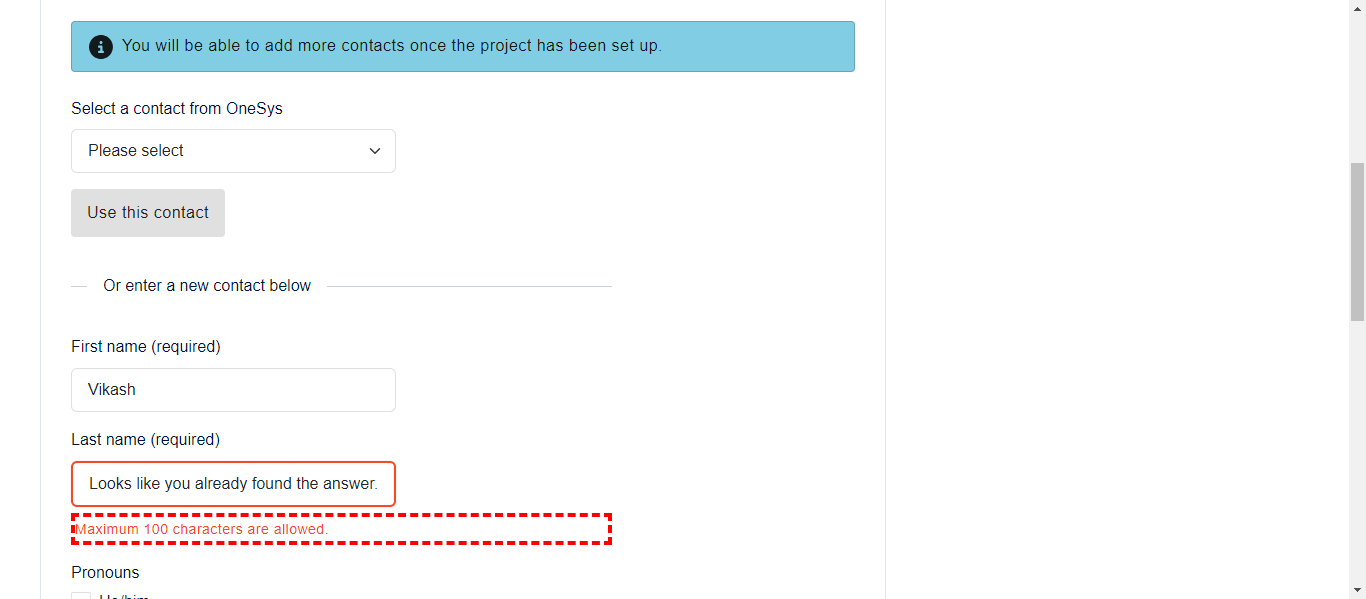 You will be able to add more contacts once the project has been set up.
Select a contact from OneSys
Please select
Use this contact
Or enter a new contact below
First name (required)
Vikash
Last name (required)
Looks like you already found the answer.
Maximum 100 characters are allowed.
Pronouns
He/him